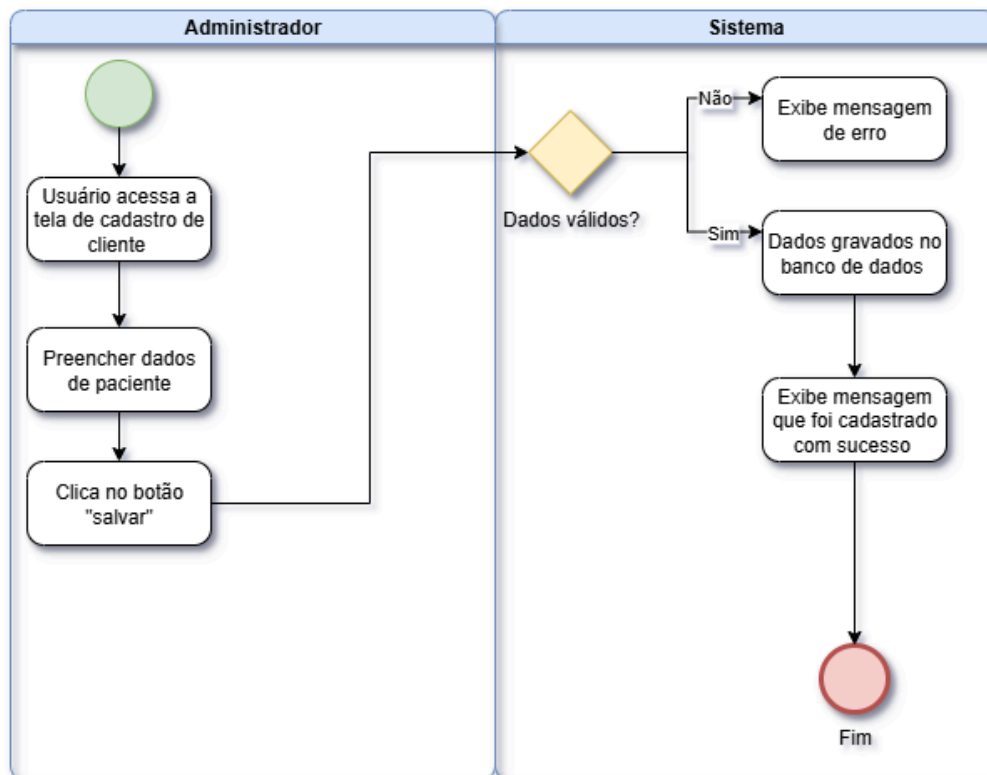 Administrador
Sistema
Usuário acessa a
tela de cadastro de
cliente
Preencher dados
de paciente
Clica no botão
"salvar"
Dados válidos?
Não
Exibe mensagem
de erro
Sim
Dados gravados no
banco de dados
Exibe mensagem
que foi cadastrado
com sucesso
Fim